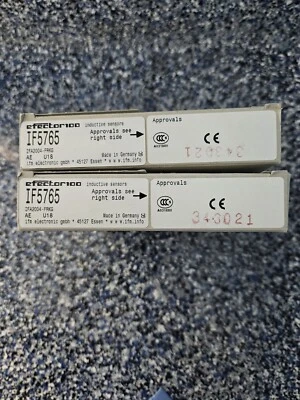 efector100
inductive sensors
IF5765
Approvals see
right side
Approvals
IFA2004-FRKG
AE U18
Made in Germany
CCC
CE
ifm electronic gmbh * 45127 Essen * w w w.ifm.info
efector100
inductive sensors
IF5765
Approvals see
right side
Approvals
IFA2004-FRKG
AE U18
Made in Germany
CCC
CE
ifm electronic gmbh * 45127 Essen * w w w.ifm.info
340021